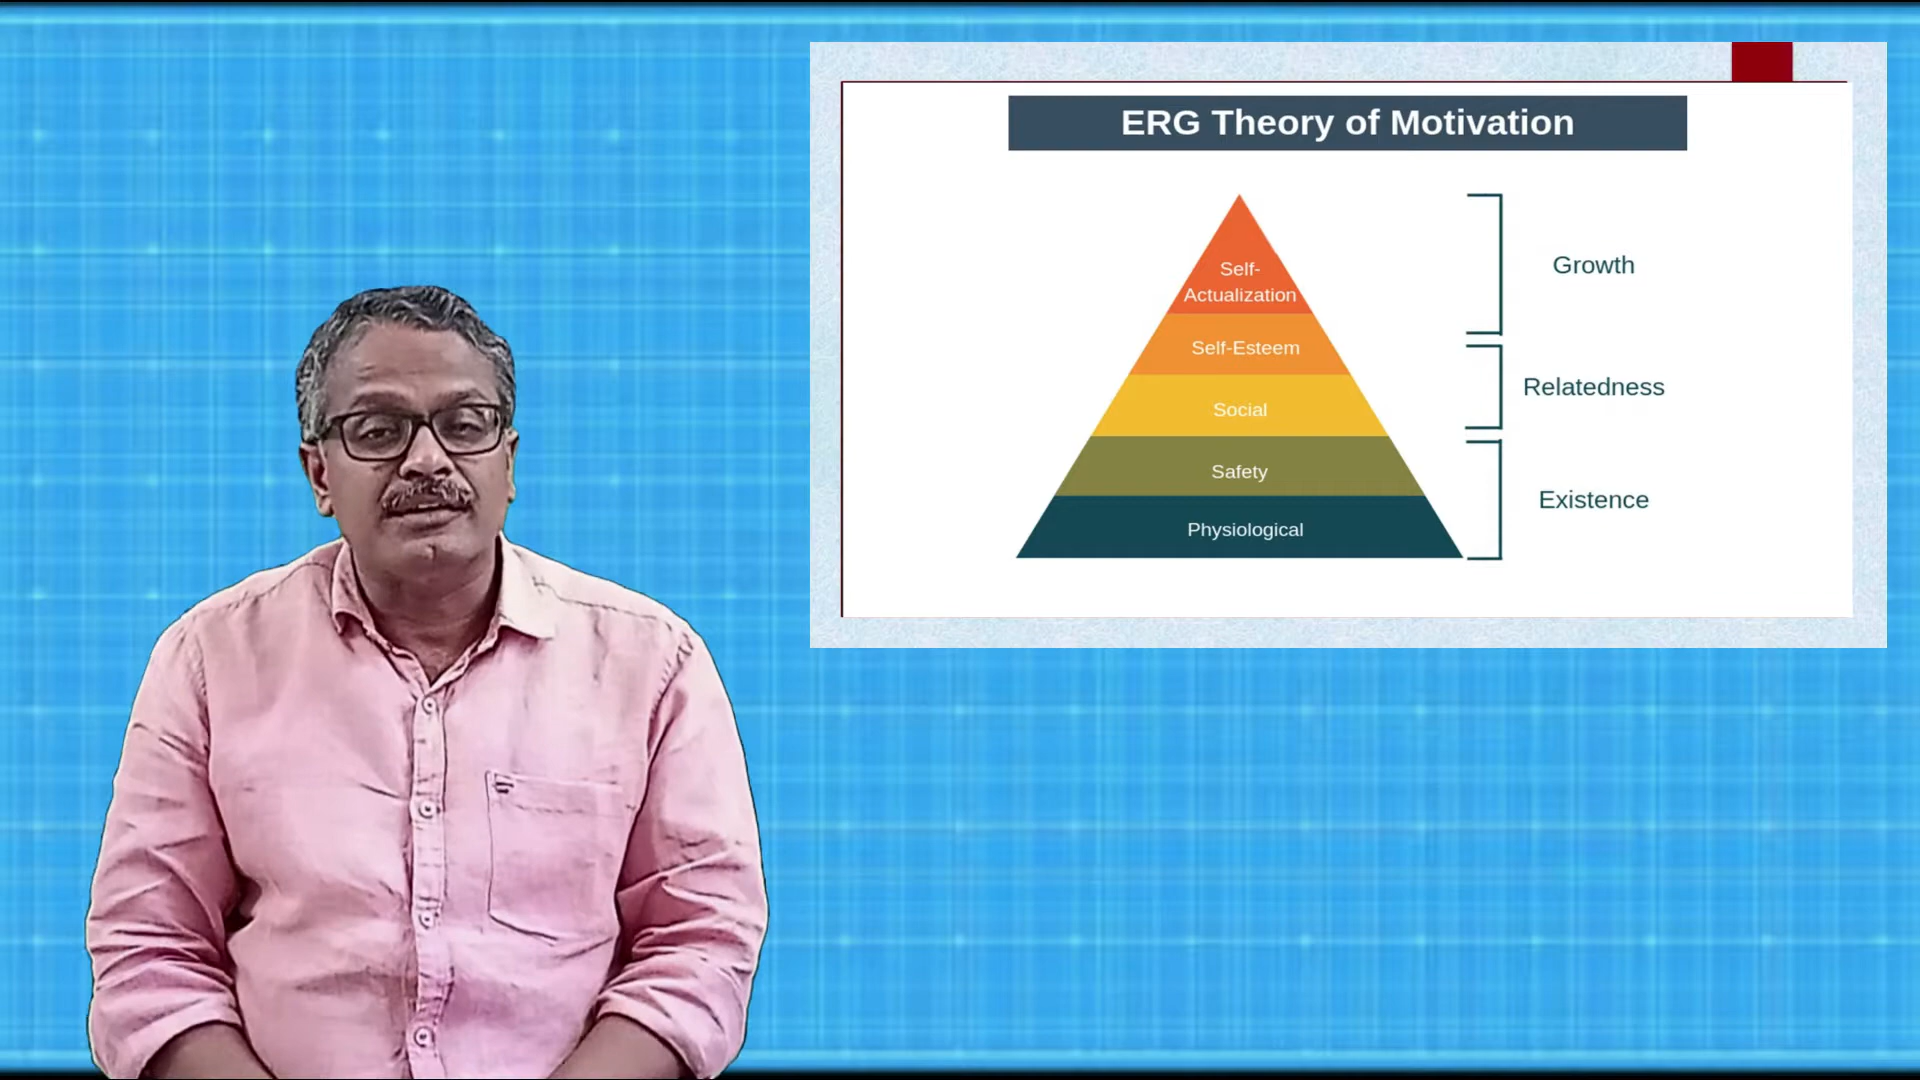 ERG Theory of Motivation
Self-
Actualization
Growth
Self-Esteem
Relatedness
Social
Safety
Existence
Physiological